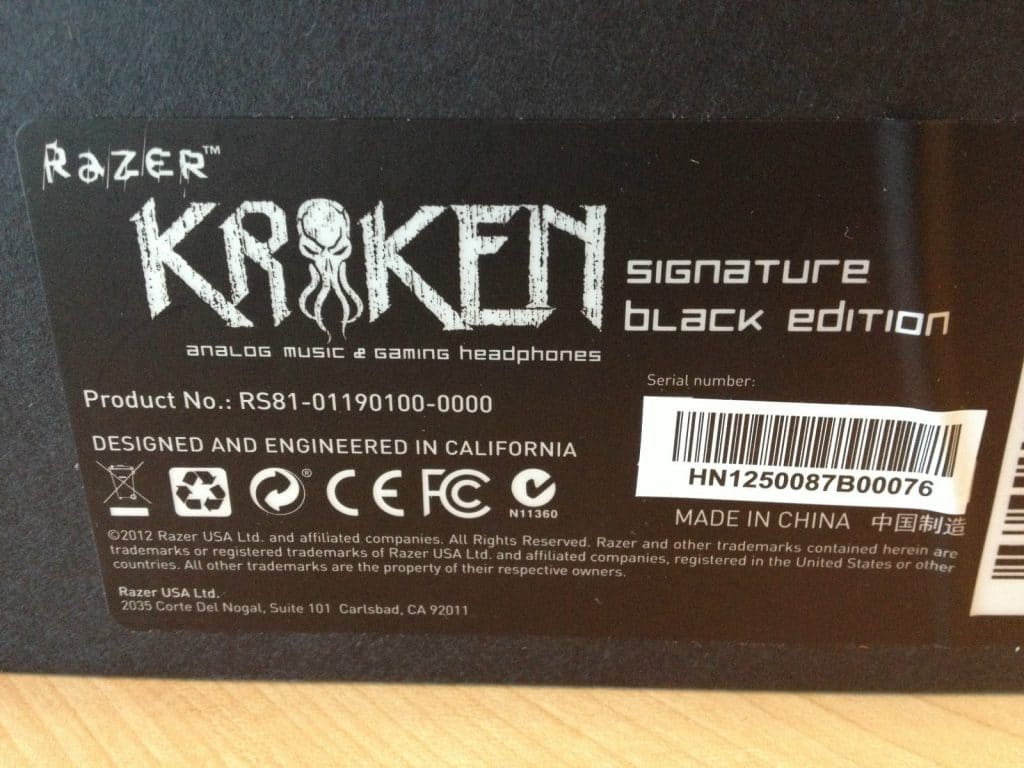 RaZER™
KRAKEN
SIGNATURE
BLACK EDITION
ANALOG MUSIC & GAMING HEADPHONES
Product No.: RS81-01190100-0000
Serial number:
HN1250087B00076
DESIGNED AND ENGINEERED IN CALIFORNIA
® CE FC N11360
MADE IN CHINA 中国制造
©2012 Razer USA Ltd. and affiliated companies. All Rights Reserved. Razer and other trademarks contained herein are
trademarks or registered trademarks of Razer USA Ltd. and affiliated companies, registered in the United States or other
countries. All other trademarks are the property of their respective owners.
Razer USA Ltd.
2035 Corte Del Nogal, Suite 101 Carlsbad, CA 92011